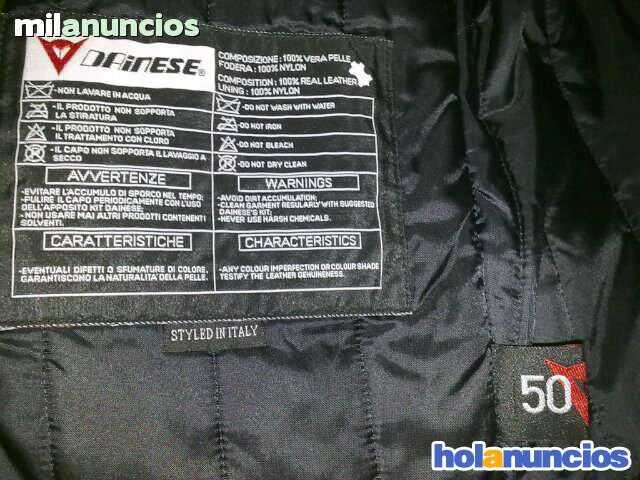 milanuncios
DAiNESE®
-NON LAVARE IN ACQUA
-IL PRODOTTO NON SOPPORTA
LA STIRATURA
-IL PRODOTTO NON SOPPORTA
IL TRATTAMENTO CON CLORO
-IL CAPO NON SOPPORTA IL LAVAGGIO A
SECCO
AVVERTENZE
-EVITARE L'ACCUMULO DI SPORCO NEL TEMPO;
-PULIRE IL CAPO PERIODICAMENTE CON L'USO
DELL'APPOSITO KIT DAINESE;
-NON USARE MAI ALTRI PRODOTTI CONTENENTI
SOLVENTI.
CARATTERISTICHE
-EVENTUALI DIFETTI O SFUMATURE DI COLORE,
GARANTISCONO LA NATURALITÀ DELLA PELLE.
COMPOSIZIONE: 100% VERA PELLE
FODERA: 100% NYLON
COMPOSITION: 100% REAL LEATHER
LINING: 100% NYLON
-DO NOT WASH WITH WATER
-DO NOT IRON
-DO NOT BLEACH
-DO NOT DRY CLEAN
WARNINGS
-AVOID DIRT ACCUMULATION;
-CLEAN GARMENT REGULARLY WITH SUGGESTED
DAINESE'S KIT;
-NEVER USE HARSH CHEMICALS.
CHARACTERISTICS
-ANY COLOUR IMPERFECTION OR COLOUR SHADE
TESTIFY THE LEATHER GENUINENESS.
STYLED IN ITALY
50
holanuncios